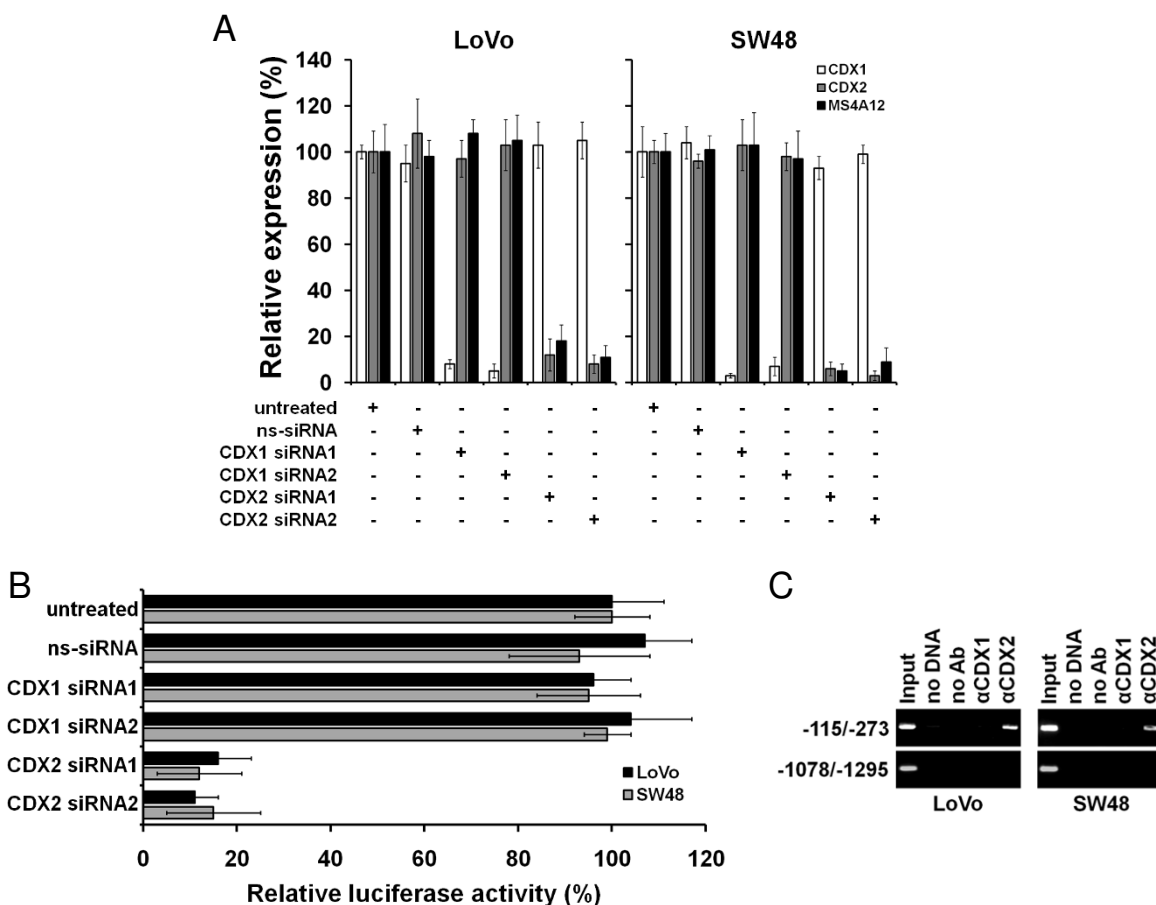 A
LoVo
SW48
Relative expression (%)
140
120
100
80
60
40
20
0
CDX1
CDX2
MS4A12
untreated + - - - - - + - - - - -
ns-siRNA - + - - - - - + - - - -
CDX1 siRNA1 - - + - - - - - + - - -
CDX1 siRNA2 - - - + - - - - - + - -
CDX2 siRNA1 - - - - + - - - - - + -
CDX2 siRNA2 - - - - - + - - - - - +
B
untreated
ns-siRNA
CDX1 siRNA1
CDX1 siRNA2
CDX2 siRNA1
CDX2 siRNA2
LoVo
SW48
0 20 40 60 80 100 120
Relative luciferase activity (%)
C
Input no DNA no Ab αCDX1 αCDX2
Input no DNA no Ab αCDX1 αCDX2
-115/-273
-1078/-1295
LoVo SW48